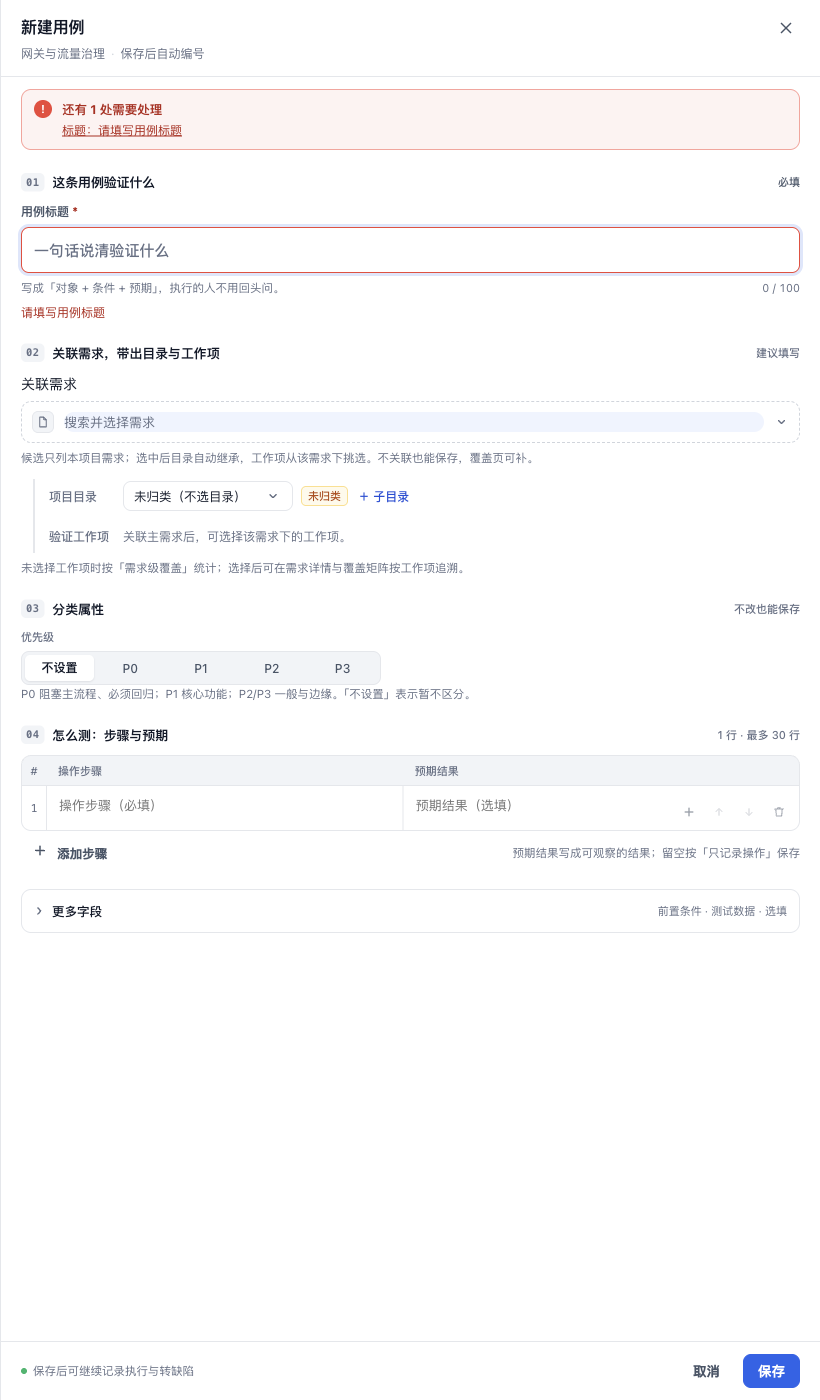 新建用例
网关与流量治理 · 保存后自动编号
! 还有 1 处需要处理
标题：请填写用例标题
01 这条用例验证什么 必填
用例标题 *
一句话说清验证什么
写成「对象 + 条件 + 预期」，执行的人不用回头问。 0 / 100
请填写用例标题
02 关联需求，带出目录与工作项 建议填写
关联需求
搜索并选择需求
候选只列本项目需求；选中后目录自动继承，工作项从该需求下挑选。不关联也能保存，覆盖页可补。
项目目录 未归类（不选目录） 未归类 + 子目录
验证工作项 关联主需求后，可选择该需求下的工作项。
未选择工作项时按「需求级覆盖」统计；选择后可在需求详情与覆盖矩阵按工作项追溯。
03 分类属性 不改也能保存
优先级
不设置 P0 P1 P2 P3
P0 阻塞主流程、必须回归；P1 核心功能；P2/P3 一般与边缘。「不设置」表示暂不区分。
04 怎么测：步骤与预期 1 行 · 最多 30 行
# 操作步骤 预期结果
1 操作步骤（必填） 预期结果（选填）
+ 添加步骤 预期结果写成可观察的结果；留空按「只记录操作」保存
更多字段 前置条件 · 测试数据 · 选填
保存后可继续记录执行与转缺陷 取消 保存